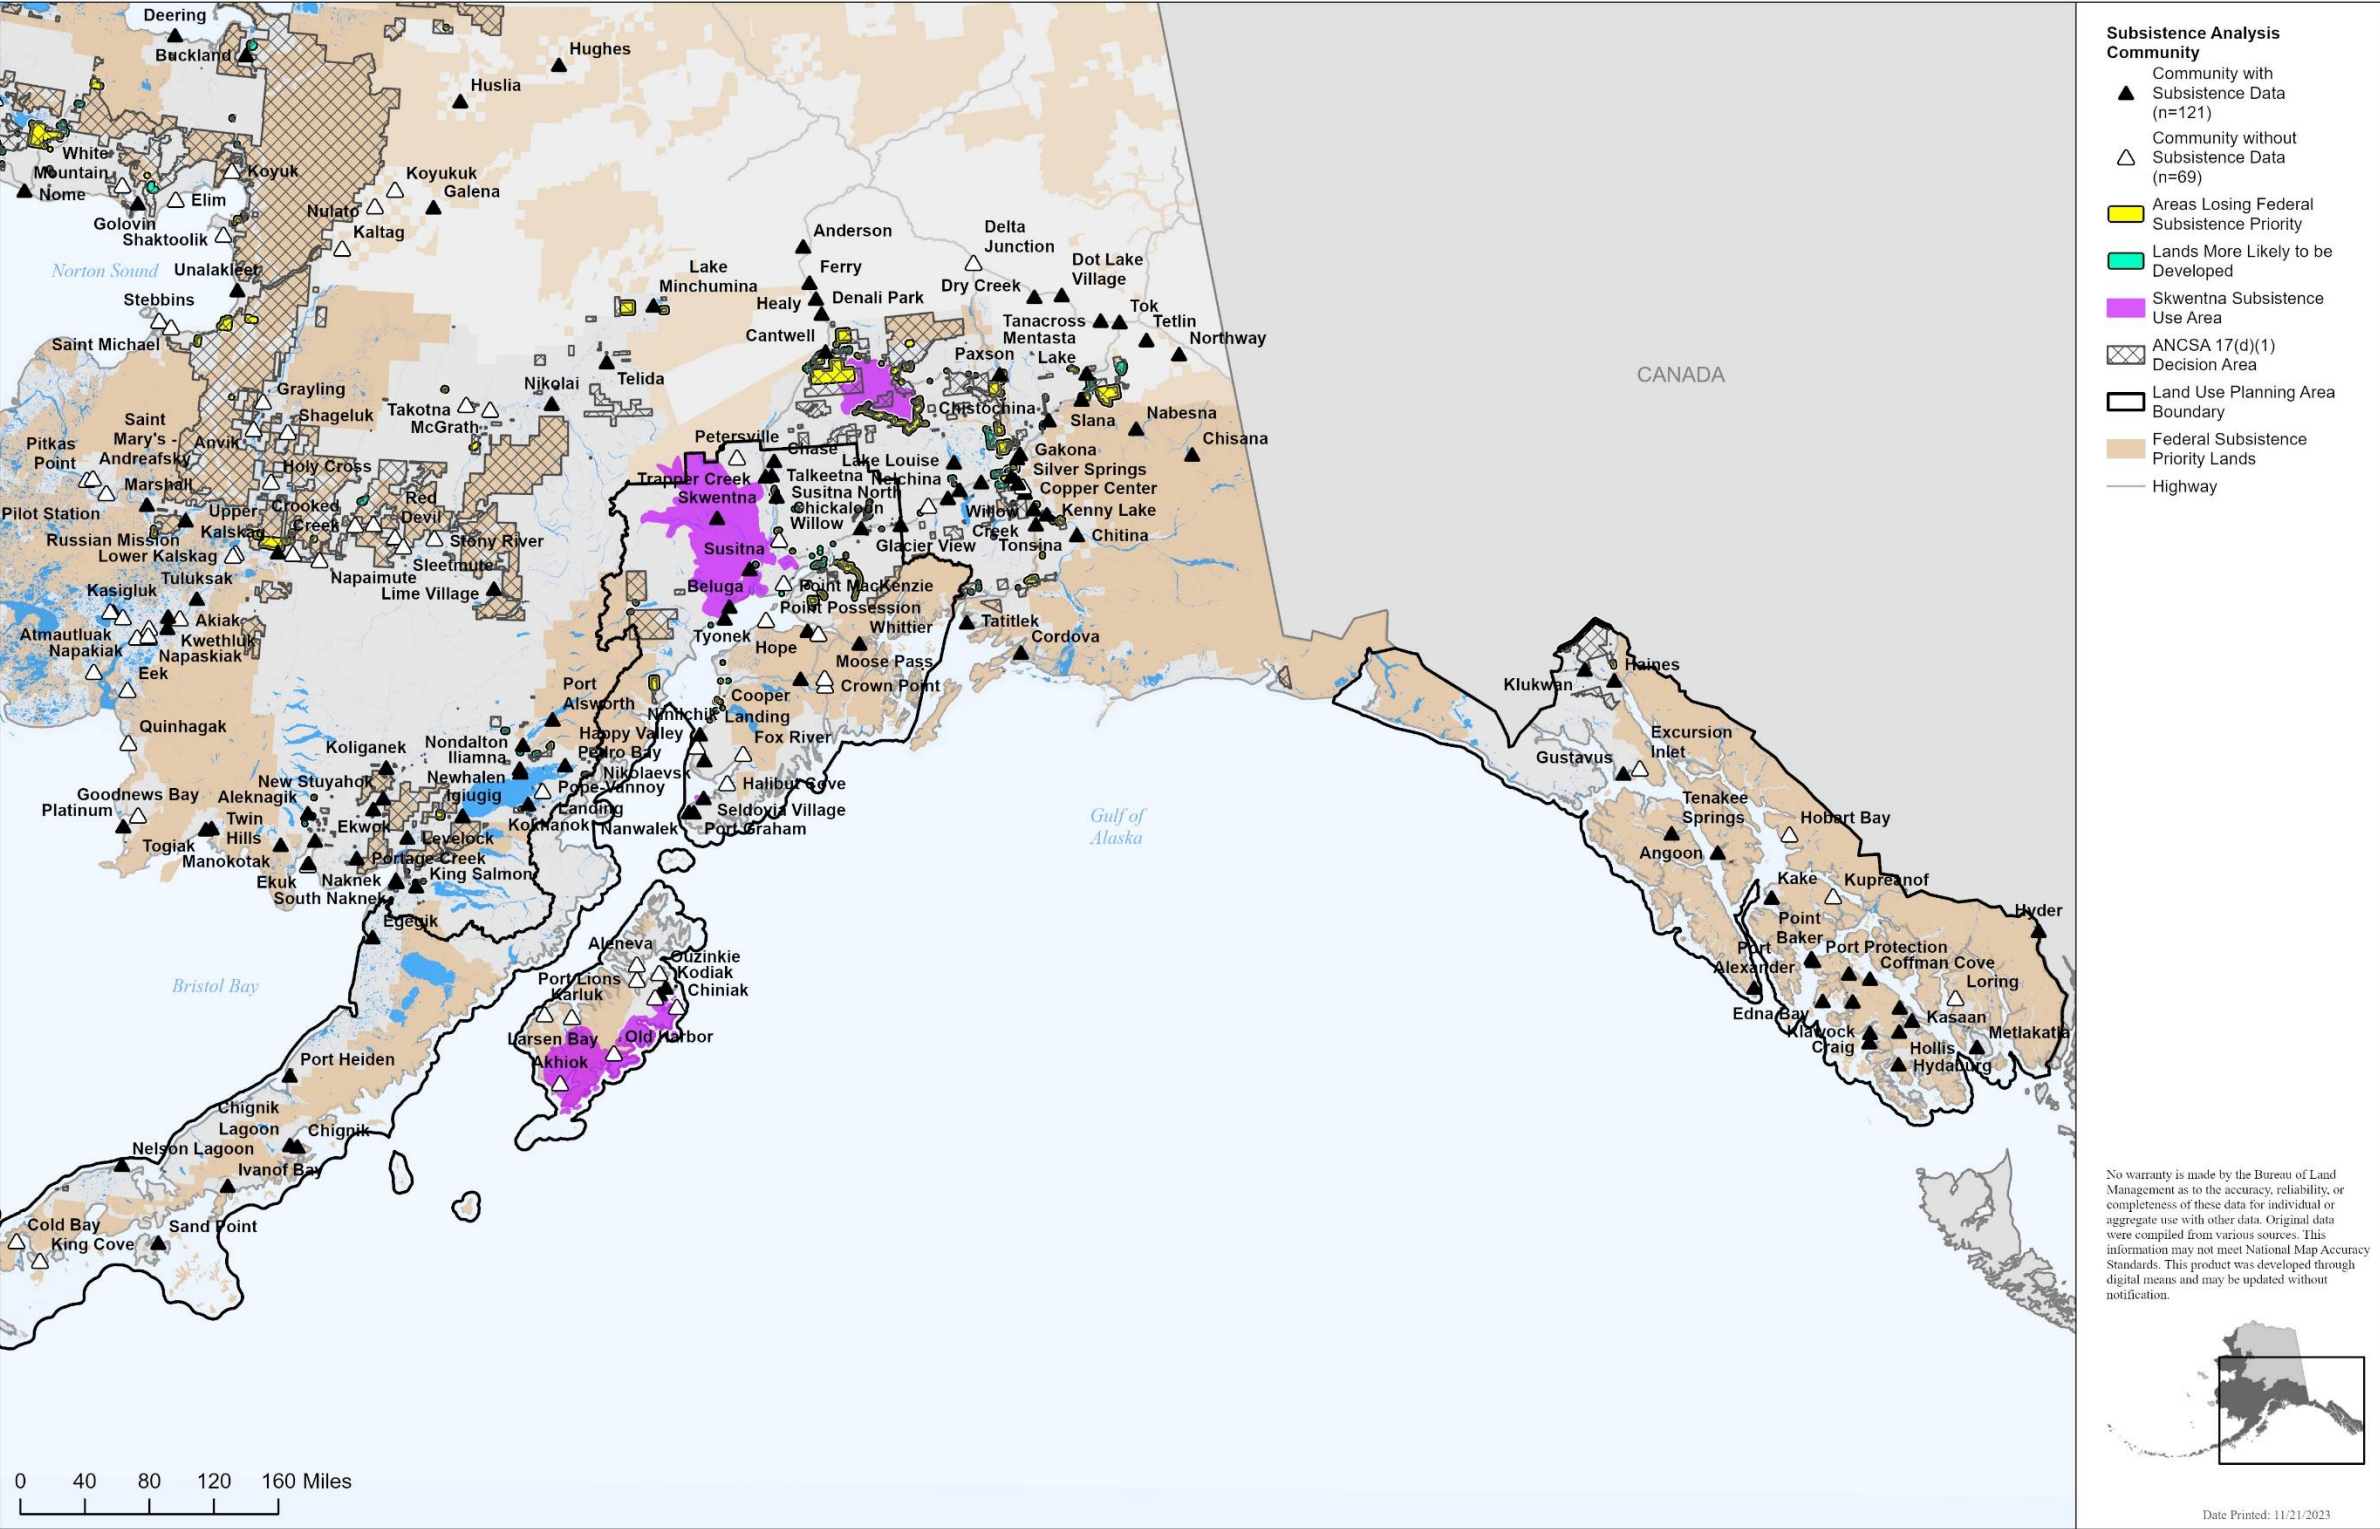 Deering
Buckland
Hughes
Huslia
White
Mountain
Nome
Koyuk
Elim
Golovin
Shaktoolik
Koyukuk
Galena
Nulato
Kaltag
Norton Sound
Unalakleet
Stebbins
Saint Michael
Anderson
Delta
Junction
Ferry
Lake
Minchumina
Healy
Denali Park
Dry Creek
Dot Lake
Village
Cantwell
Tok
Tanacross
Tetlin
Mentasta
Lake
Northway
Paxson
CANADA
Grayling
Shageluk
Takotna
McGrath
Nikolai
Telida
Saint
Mary's -
Andreafsky
Pitkas
Point
Anvik
Holy Cross
Marshall
Pilot Station
Upper
Kalskag
Crooked
Creek
Red
Devil
Russian Mission
Lower Kalskag
Stony River
Sleetmute
Napaimute
Lime Village
Tuluksak
Kasigluk
Akiak
Atmautluak
Kwethluk
Napakiak
Napaskiak
Eek
Quinhagak
Petersville
Chase
Trapper Creek
Talkeetna
Skwentna
Susitna North
Chickaloon
Willow
Susitna
Lake Louise
Nelchina
Chistochina
Slana
Nabesna
Chisana
Gakona
Silver Springs
Copper Center
Willow
Creek
Kenny Lake
Glacier View
Tonsina
Chitina
Beluga
Point MacKenzie
Point Possession
Whittier
Tyonek
Hope
Tatitlek
Cordova
Moose Pass
Crown Point
Cooper
Landing
Port
Alsworth
Ninilchik
Happy Valley
Fox River
Koliganek
Nondalton
Iliamna
Pedro Bay
Newhalen
Nikolaevsk
New Stuyahok
Igiugig
Pope-Vannoy
Landing
Halibut Cove
Goodnews Bay
Platinum
Aleknagik
Twin
Hills
Ekwok
Kokhanok
Nanwalek
Seldovia Village
Port Graham
Togiak
Manokotak
Levelock
Portage Creek
Ekuk
Naknek
King Salmon
South Naknek
Egegik
Bristol Bay
Aleneva
Ouzinkie
Kodiak
Port Lions
Chiniak
Karluk
Larsen Bay
Old Harbor
Akhiok
Port Heiden
Chignik
Lagoon
Chignik
Nelson Lagoon
Ivanof Bay
Cold Bay
Sand Point
King Cove
Gulf of
Alaska
Klukwan
Haines
Gustavus
Excursion
Inlet
Tenakee
Springs
Hobart Bay
Angoon
Kake
Kupreanof
Hyder
Point
Baker
Port
Alexander
Port Protection
Coffman Cove
Loring
Edna Bay
Kasaan
Klawock
Metlakatla
Craig
Hollis
Hydaburg
0 40 80 120 160 Miles
Subsistence Analysis
Community
Community with
Subsistence Data
(n=121)
Community without
Subsistence Data
(n=69)
Areas Losing Federal
Subsistence Priority
Lands More Likely to be
Developed
Skwentna Subsistence
Use Area
ANCSA 17(d)(1)
Decision Area
Land Use Planning Area
Boundary
Federal Subsistence
Priority Lands
Highway
No warranty is made by the Bureau of Land
Management as to the accuracy, reliability, or
completeness of these data for individual or
aggregate use with other data. Original data
were compiled from various sources. This
information may not meet National Map Accuracy
Standards. This product was developed through
digital means and may be updated without
notification.
Date Printed: 11/21/2023